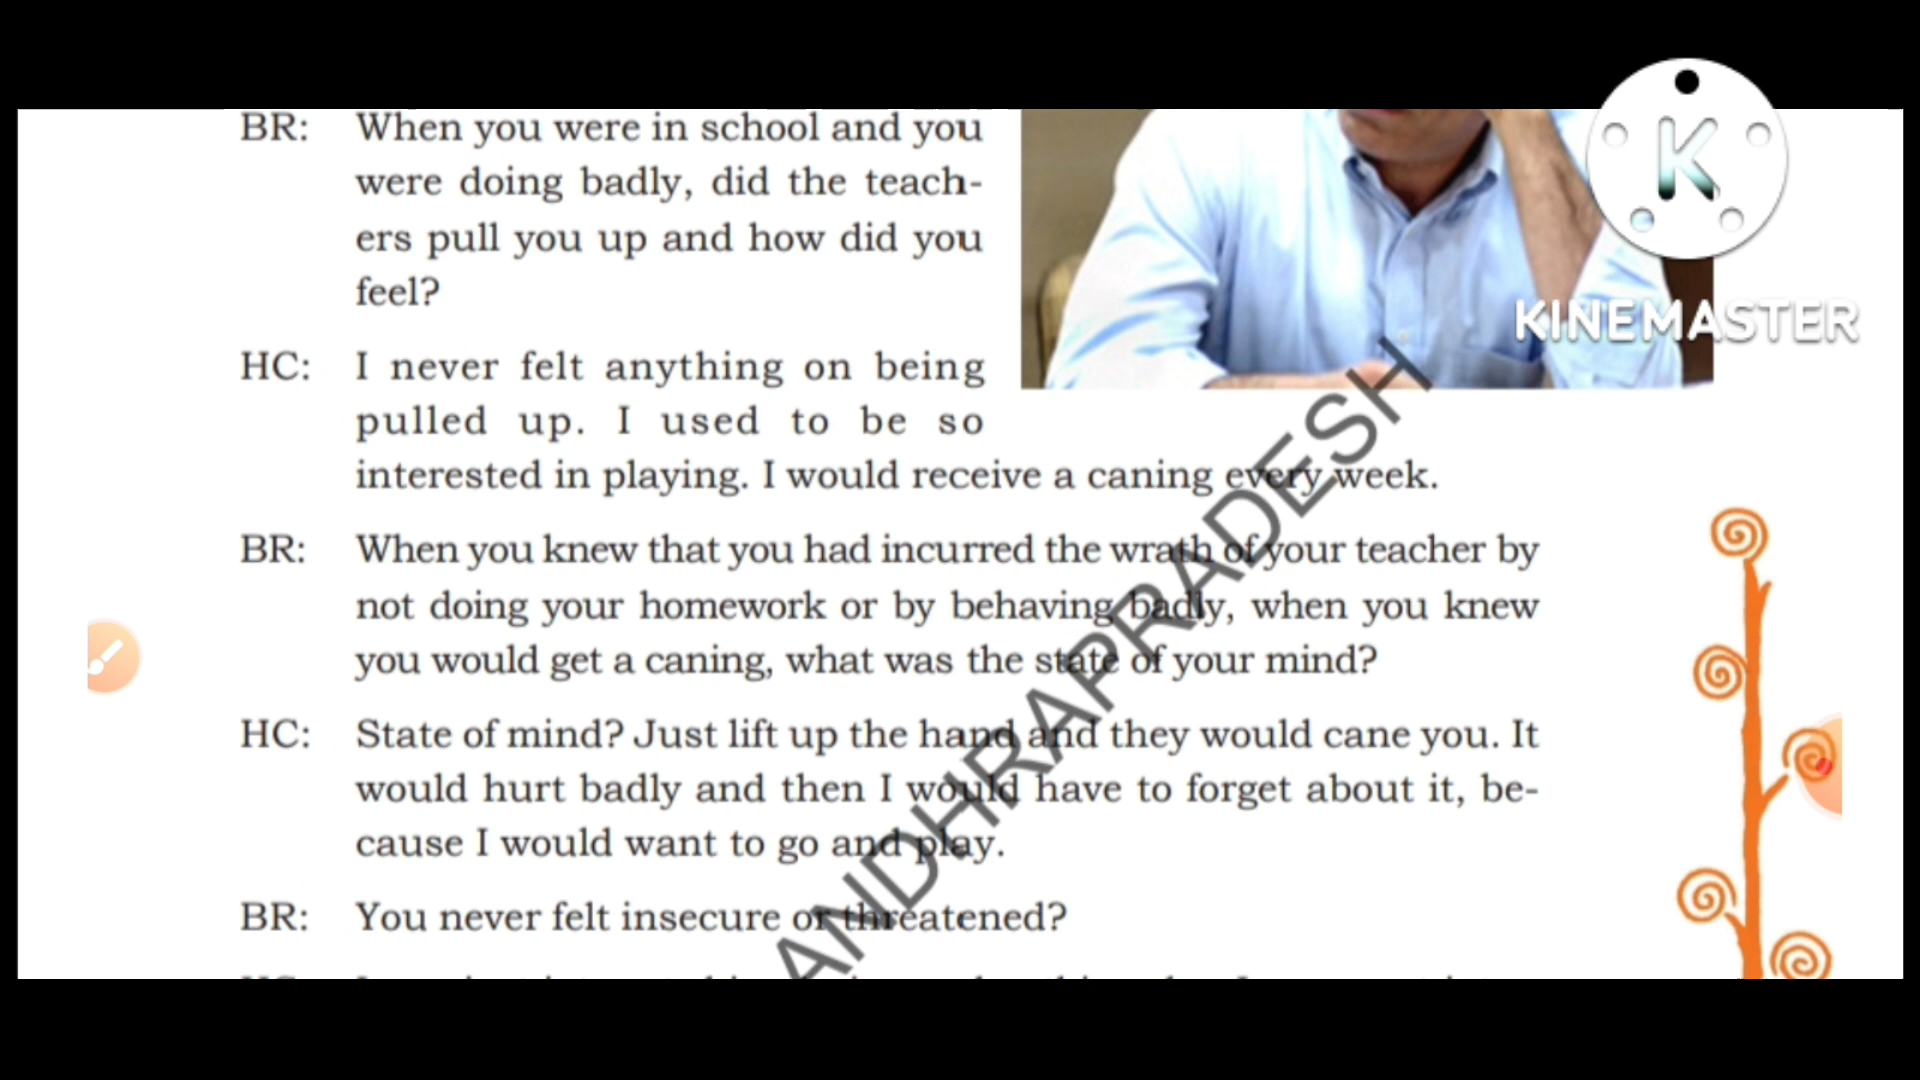 BR: When you were in school and you
were doing badly, did the teach-
ers pull you up and how did you
feel?
K
KINEMASTER
HC: I never felt anything on being
pulled up. I used to be so
interested in playing. I would receive a caning every week.
BR: When you knew that you had incurred the wrath of your teacher by
not doing your homework or by behaving badly, when you knew
you would get a caning, what was the state of your mind?
HC: State of mind? Just lift up the hand and they would cane you. It
would hurt badly and then I would have to forget about it, be-
cause I would want to go and play.
BR: You never felt insecure or threatened?
ANDHRAPRADESH